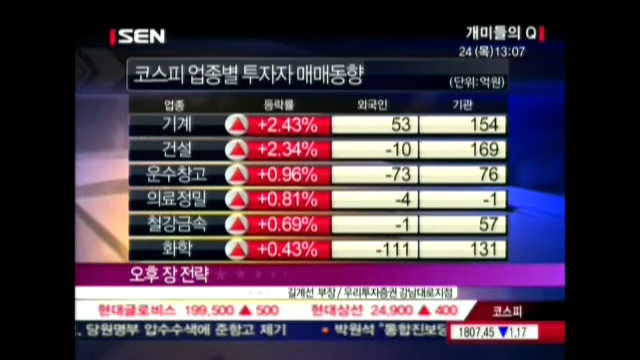 SEN
개미들의 Q
24 (목) 13:07
코스피 업종별 투자자 매매동향
(단위:억원)
업종 등락률 외국인 기관
기계 ▲ +2.43% 53 154
건설 ▲ +2.34% -10 169
운수창고 ▲ +0.96% -73 76
의료정밀 ▲ +0.81% -4 -1
철강금속 ▲ +0.69% -1 57
화학 ▲ +0.43% -111 131
오후 장 전략
길계선 부장 / 우리투자증권 강남대로지점
현대글로비스 199,500 ▲ 500 현대상선 24,900 ▲ 400 코스피
, 당원명부 압수수색에 준항고 제기 박원석 "통합진보당 1807.45 ▼1.17